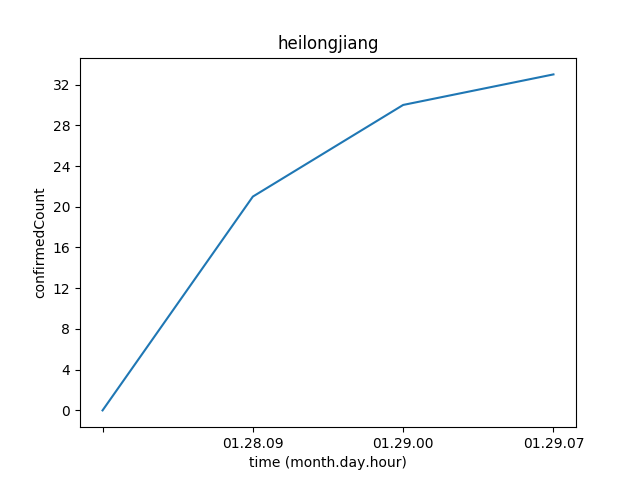 heilongjiang
confirmedCount
32
28
24
20
16
12
8
4
0
01.28.09 01.29.00 01.29.07
time (month.day.hour)